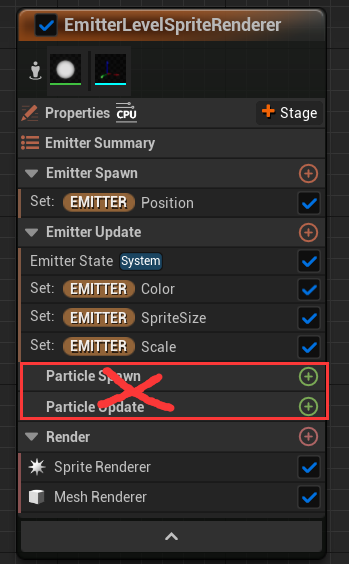 EmitterLevelSpriteRenderer
Properties CPU + Stage
Emitter Summary
Emitter Spawn
Set: EMITTER Position
Emitter Update
Emitter State System
Set: EMITTER Color
Set: EMITTER SpriteSize
Set: EMITTER Scale
Particle Spawn
Particle Update
Render
Sprite Renderer
Mesh Renderer